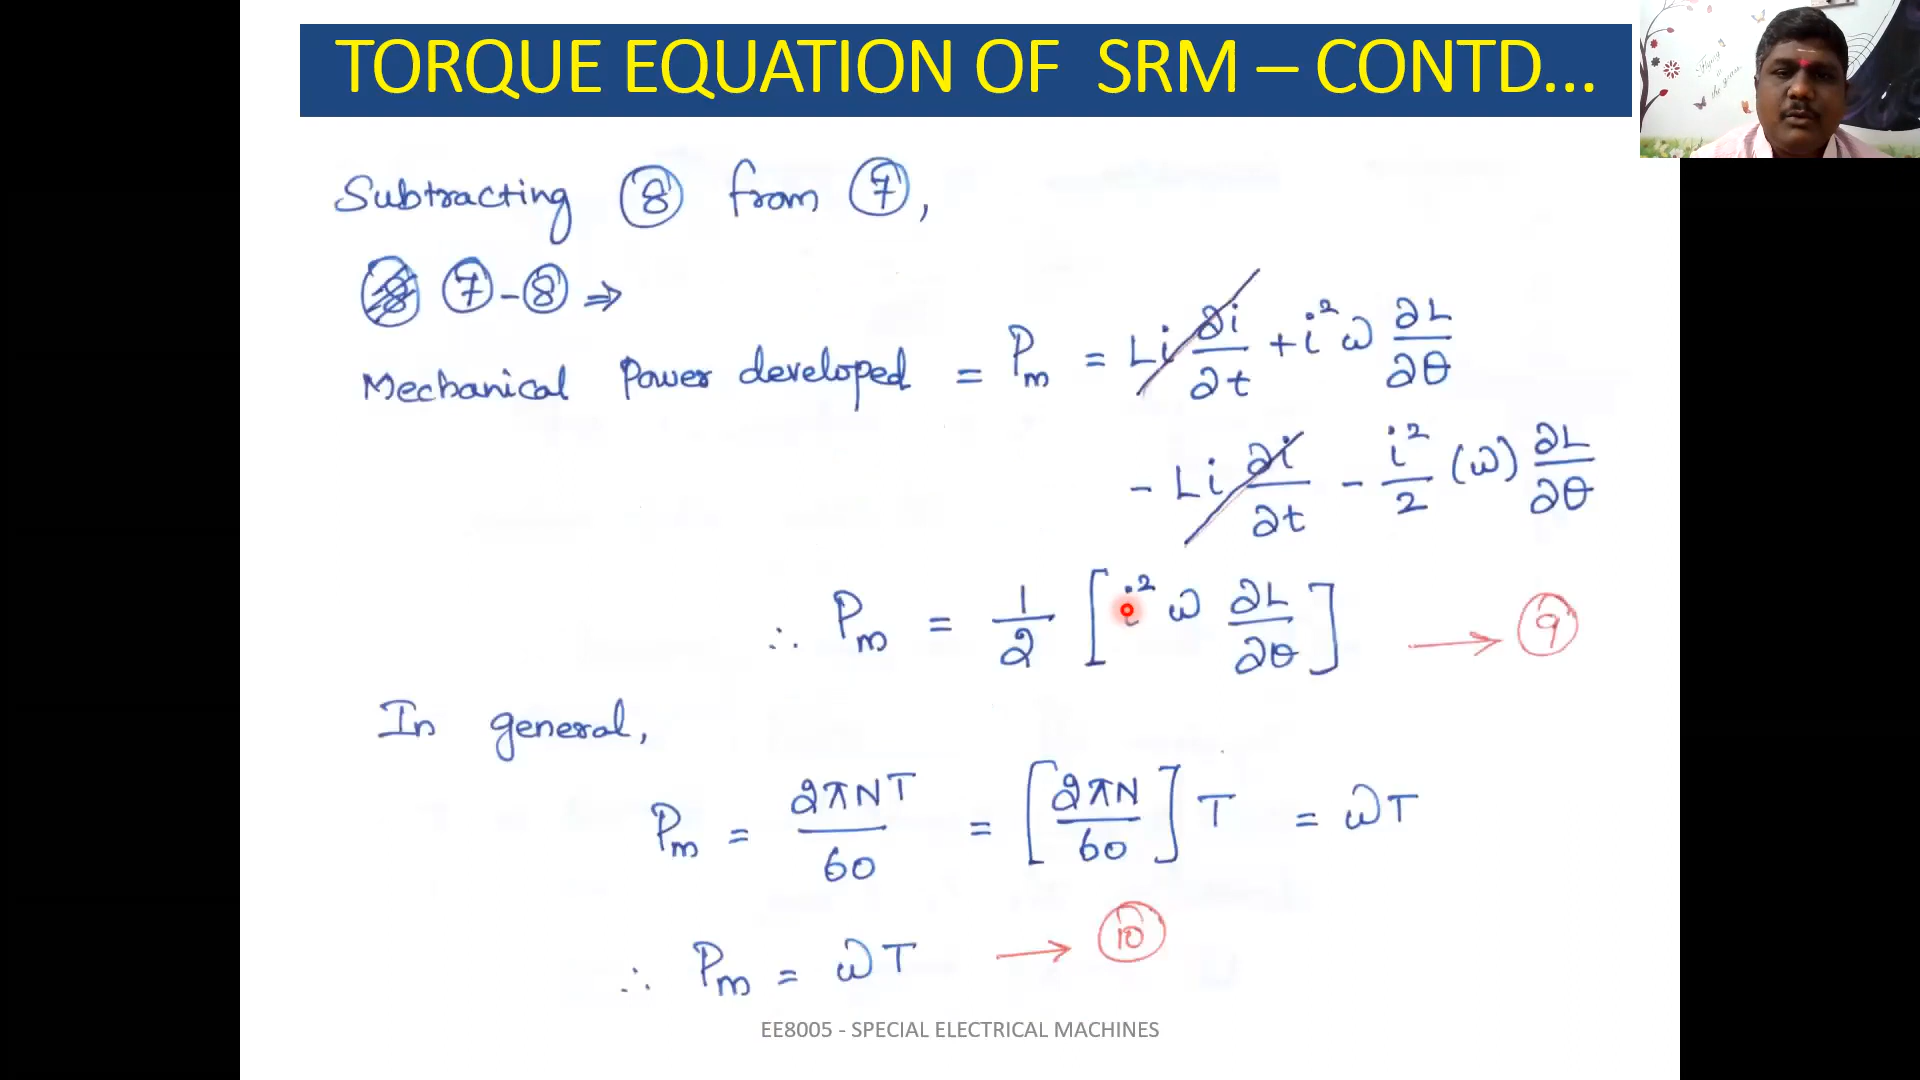 TORQUE EQUATION OF SRM – CONTD...
Subtracting ⑧ from ⑦,
⑦ - ⑧ ⇒
Mechanical Power developed = Pm = Li ∂i/∂t + i² ω ∂L/∂θ
- Li ∂i/∂t - i²/2 (ω) ∂L/∂θ
∴ Pm = 1/2 [ i² ω ∂L/∂θ ] → ⑨
In general,
Pm = 2πNT/60 = [2πN/60] T = ωT
∴ Pm = ωT → ⑩
EE8005 - SPECIAL ELECTRICAL MACHINES